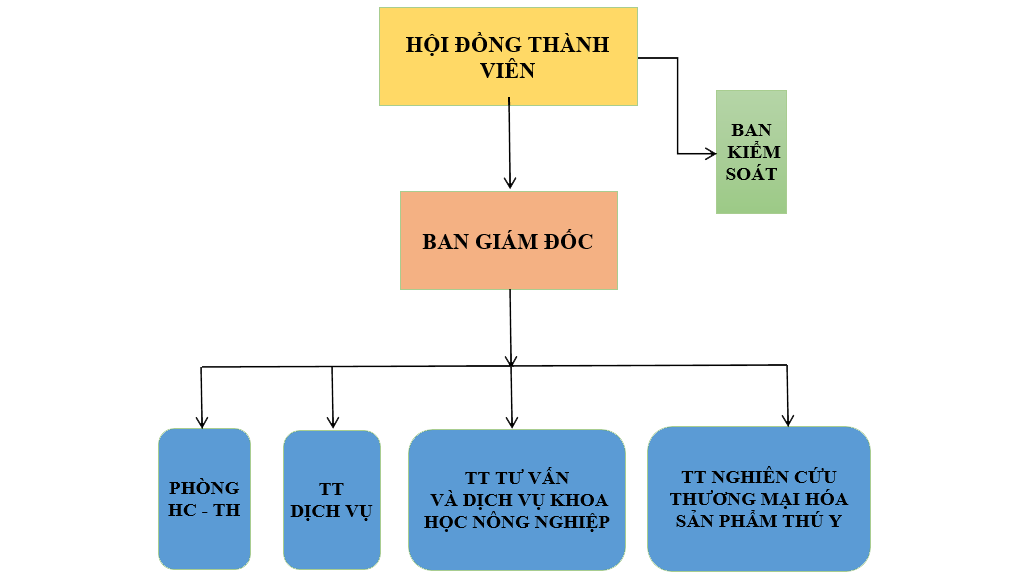 HỘI ĐỒNG THÀNH
VIÊN
BAN
KIỂM
SOÁT
BAN GIÁM ĐỐC
PHÒNG
HC - TH
TT
DỊCH VỤ
TT TƯ VẤN
VÀ DỊCH VỤ KHOA
HỌC NÔNG NGHIỆP
TT NGHIÊN CỨU
THƯƠNG MẠI HÓA
SẢN PHẨM THÚ Y